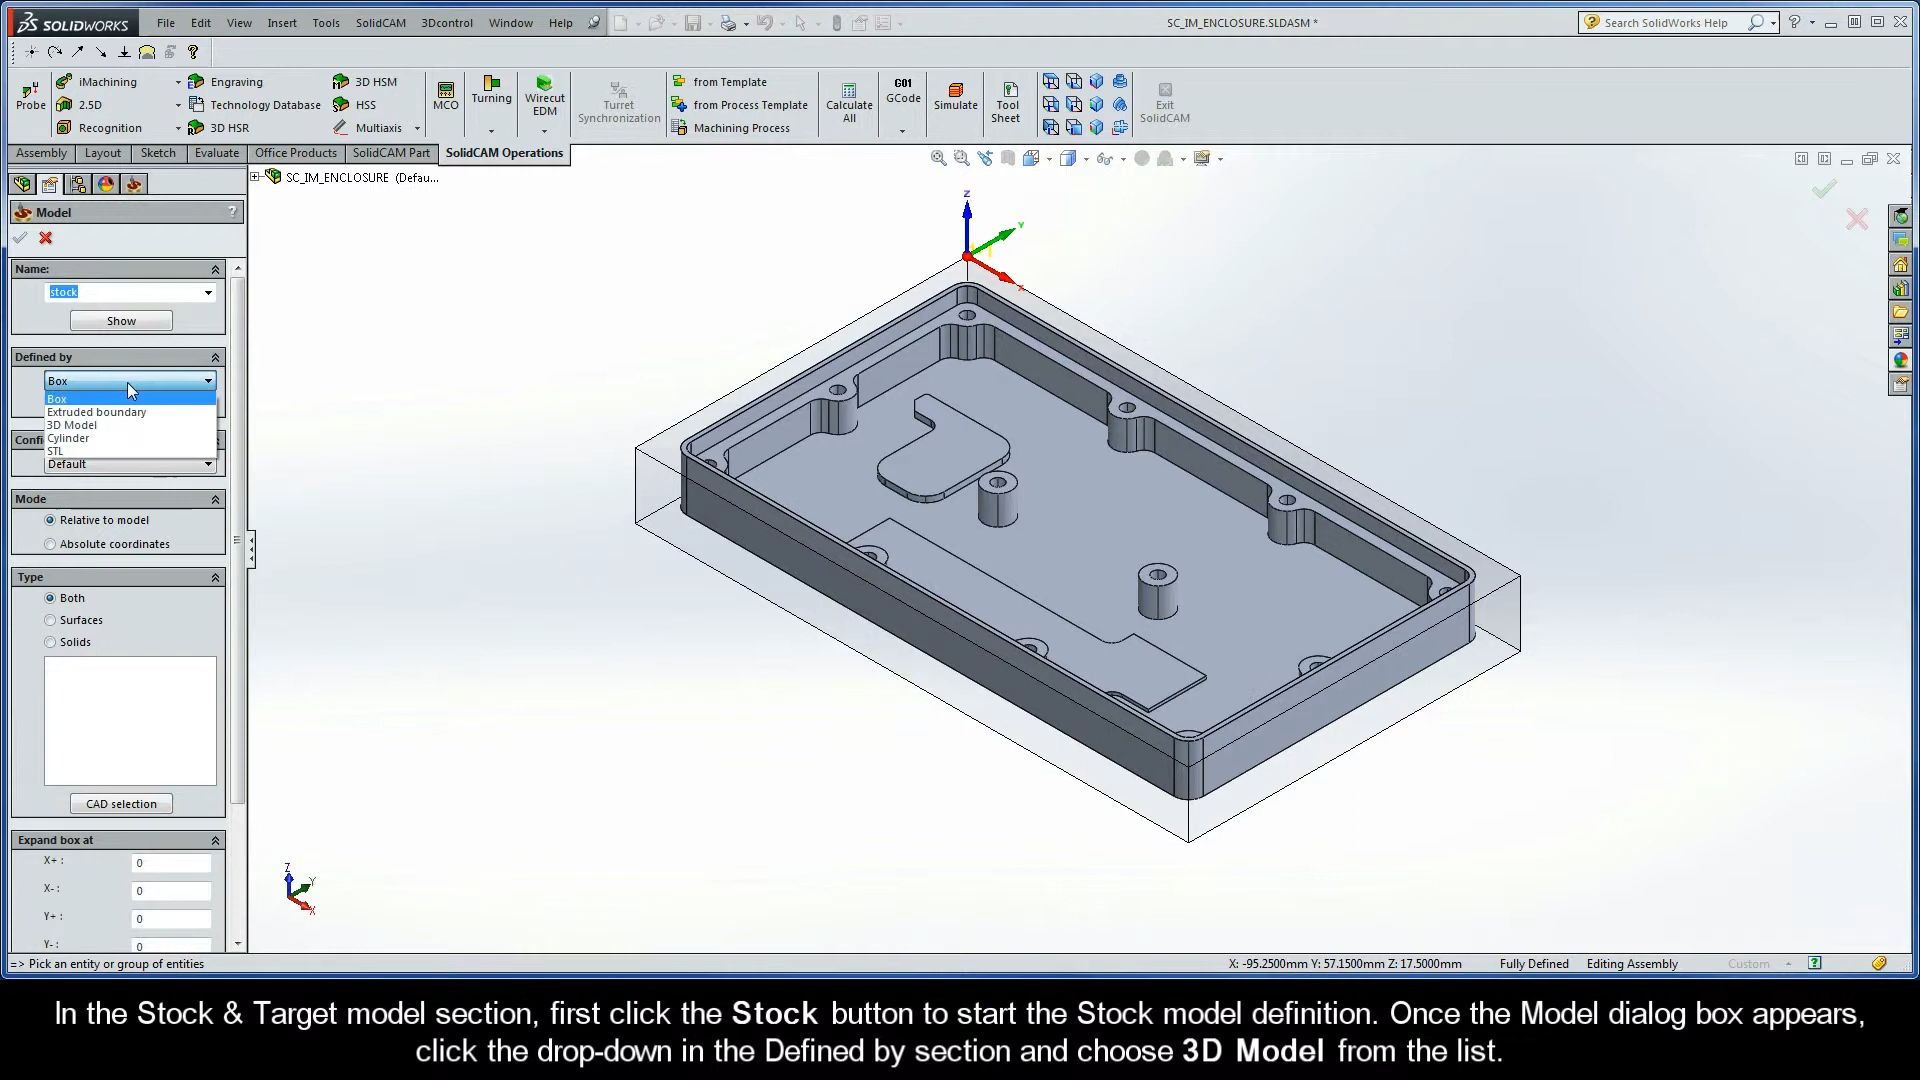 SOLIDWORKS
File Edit View Insert Tools SolidCAM 3Dcontrol Window Help
SC_IM_ENCLOSURE.SLDASM *
Search SolidWorks Help
Probe
iMachining
2.5D
Recognition
Engraving
Technology Database
3D HSR
3D HSM
HSS
Multiaxis
MCO
Turning
Wirecut
EDM
Turret
Synchronization
from Template
from Process Template
Machining Process
Calculate
All
G01
GCode
Simulate
Tool
Sheet
Exit
SolidCAM
Assembly Layout Sketch Evaluate Office Products SolidCAM Part SolidCAM Operations
SC_IM_ENCLOSURE (Defau...
Model ?
Name:
stock
Show
Defined by
Box
Box
Extruded boundary
3D Model
Cylinder
STL
Confi
Default
Mode
Relative to model
Absolute coordinates
Type
Both
Surfaces
Solids
CAD selection
Expand box at
X+ : 0
X- : 0
Y+ : 0
Y- : 0
Z
Y
X
Z
Y
X
=> Pick an entity or group of entities
X: -95.2500mm Y: 57.1500mm Z: 17.5000mm Fully Defined Editing Assembly Custom
In the Stock & Target model section, first click the Stock button to start the Stock model definition. Once the Model dialog box appears,
click the drop-down in the Defined by section and choose 3D Model from the list.